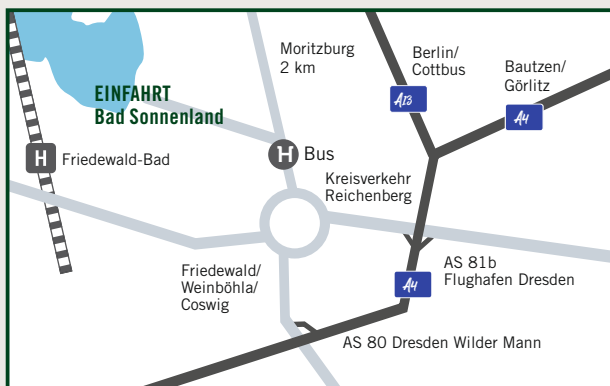 Moritzburg
2 km
Berlin/
Cottbus
Bautzen/
Görlitz
A13
A4
EINFAHRT
Bad Sonnenland
H Friedewald-Bad
H Bus
Kreisverkehr
Reichenberg
Friedewald/
Weinböhla/
Coswig
AS 81b
Flughafen Dresden
A4
AS 80 Dresden Wilder Mann